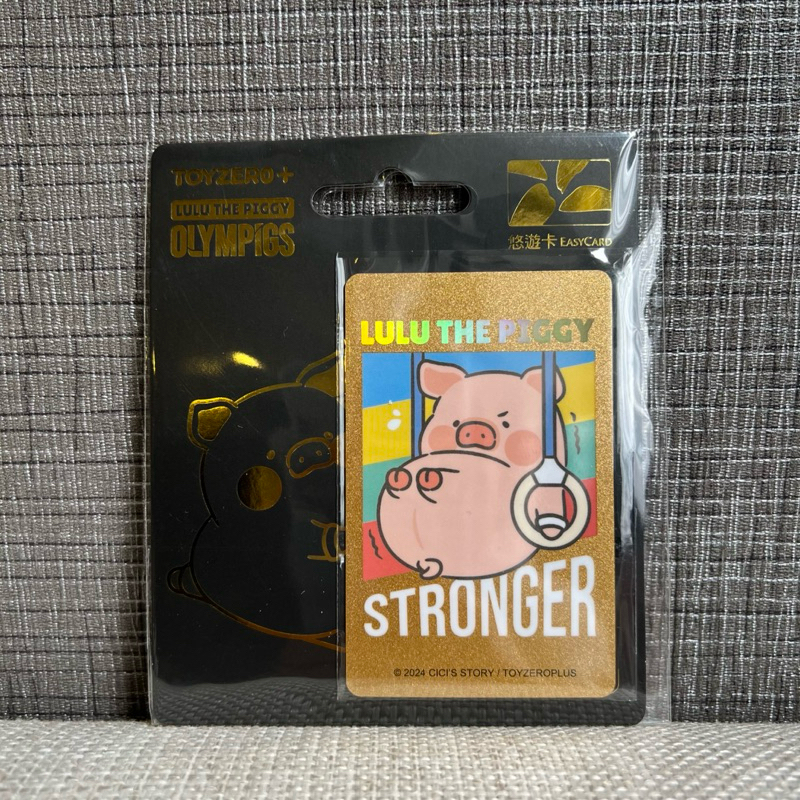 TOYZERO+
LULU THE PIGGY
OLYMPIGS
悠遊卡 EASYCARD
LULU THE PIGGY
STRONGER
© 2024 CICI'S STORY / TOYZEROPLUS